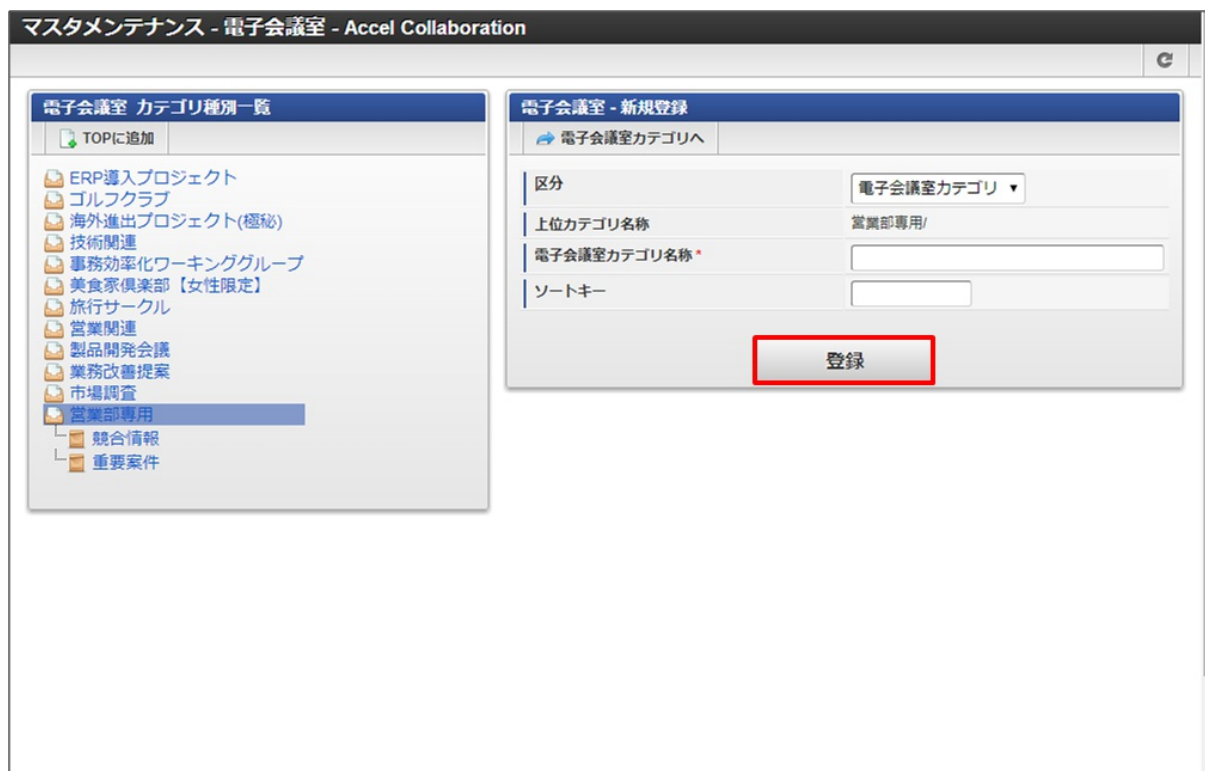 マスタメンテナンス - 電子会議室 - Accel Collaboration
電子会議室 カテゴリ種別一覧
TOPに追加
ERP導入プロジェクト
ゴルフクラブ
海外進出プロジェクト(極秘)
技術関連
事務効率化ワーキンググループ
美食家倶楽部【女性限定】
旅行サークル
営業関連
製品開発会議
業務改善提案
市場調査
営業部専用
競合情報
重要案件
電子会議室 - 新規登録
電子会議室カテゴリへ
区分
電子会議室カテゴリ
上位カテゴリ名称
営業部専用/
電子会議室カテゴリ名称*
ソートキー
登録